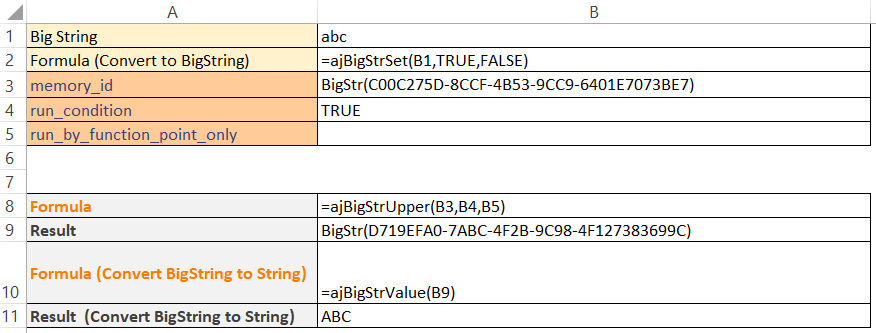 A B
1 Big String abc
2 Formula (Convert to BigString) =ajBigStrSet(B1,TRUE,FALSE)
3 memory_id BigStr(C00C275D-8CCF-4B53-9CC9-6401E7073BE7)
4 run_condition TRUE
5 run_by_function_point_only
6
7
8 Formula =ajBigStrUpper(B3,B4,B5)
9 Result BigStr(D719EFA0-7ABC-4F2B-9C98-4F127383699C)
Formula (Convert BigString to String)
10 =ajBigStrValue(B9)
11 Result (Convert BigString to String) ABC